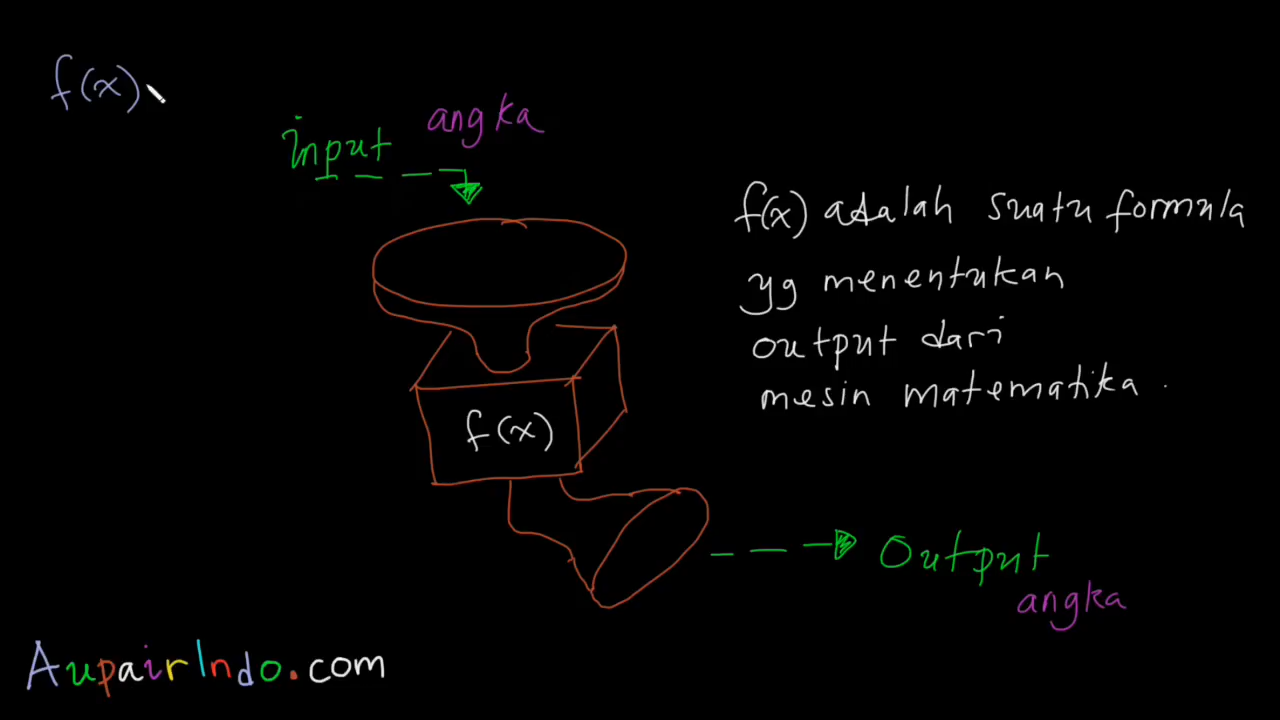 f(x)
input angka
f(x) adalah suatu formula
yg menentukan
output dari
mesin matematika.
f(x)
Output
angka
AupairIndo.com